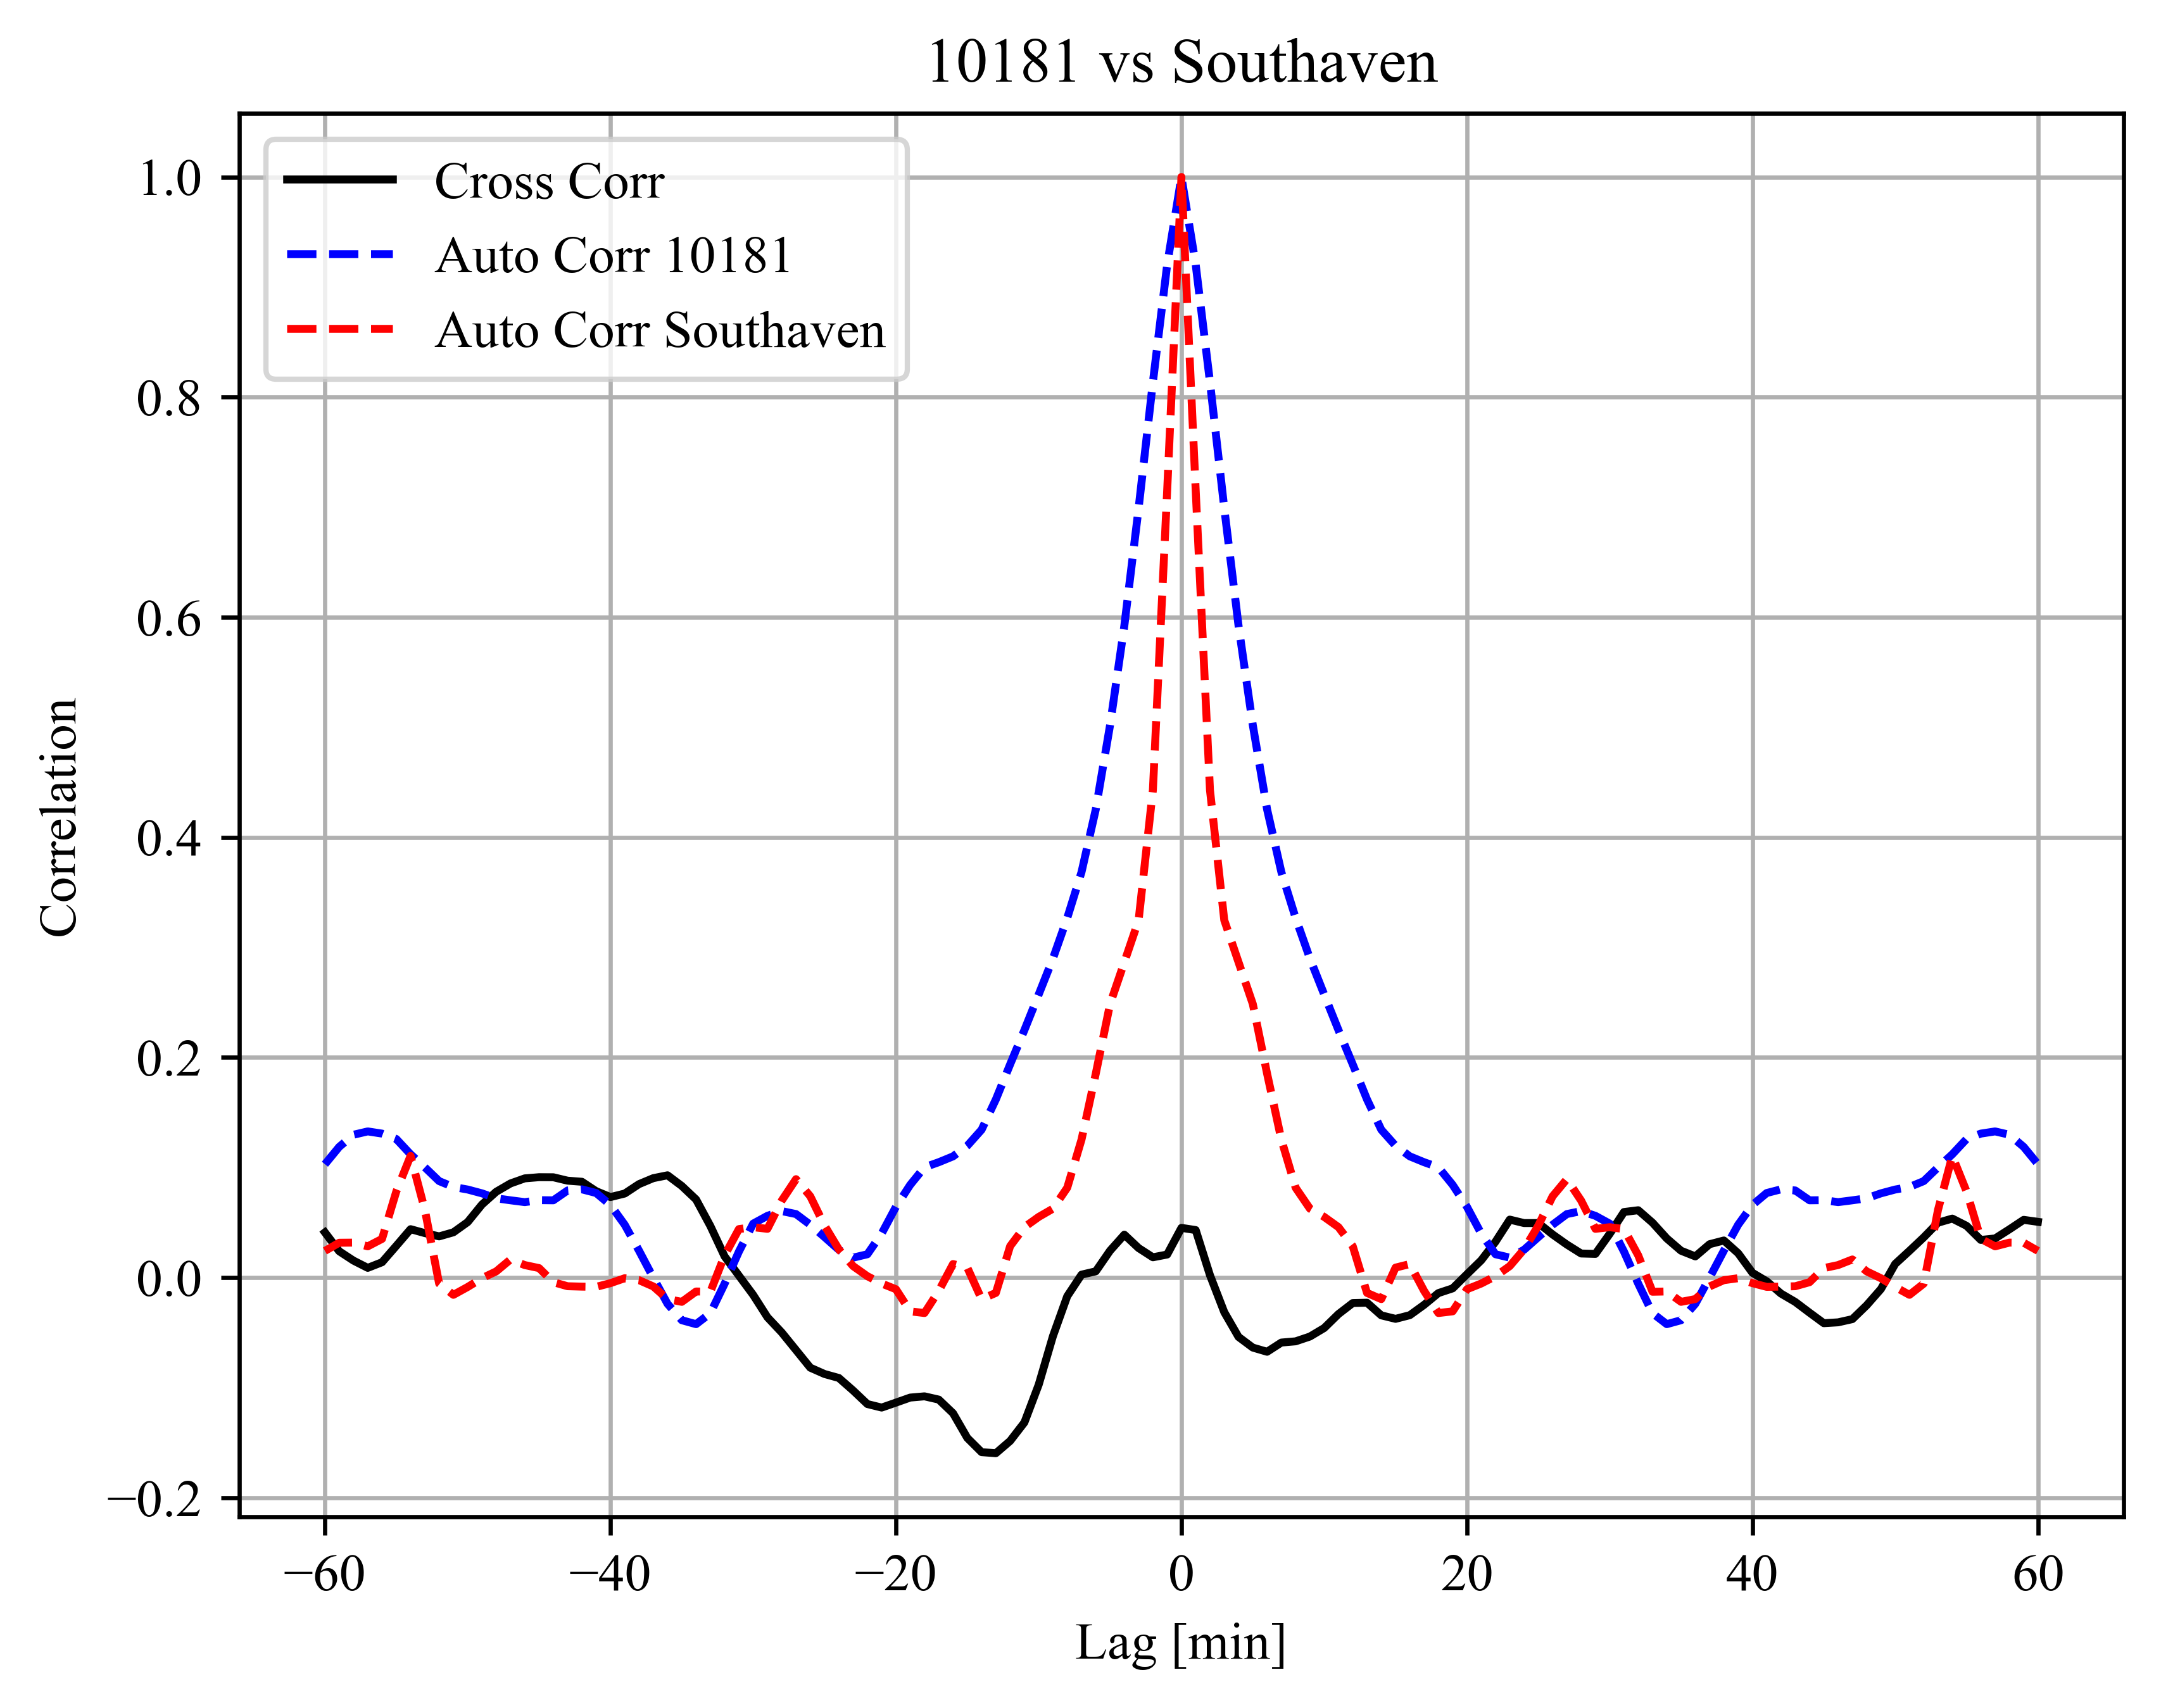 10181 vs Southaven
Cross Corr
Auto Corr 10181
Auto Corr Southaven
1.0
0.8
0.6
0.4
0.2
0.0
−0.2
Correlation
−60 −40 −20 0 20 40 60
Lag [min]